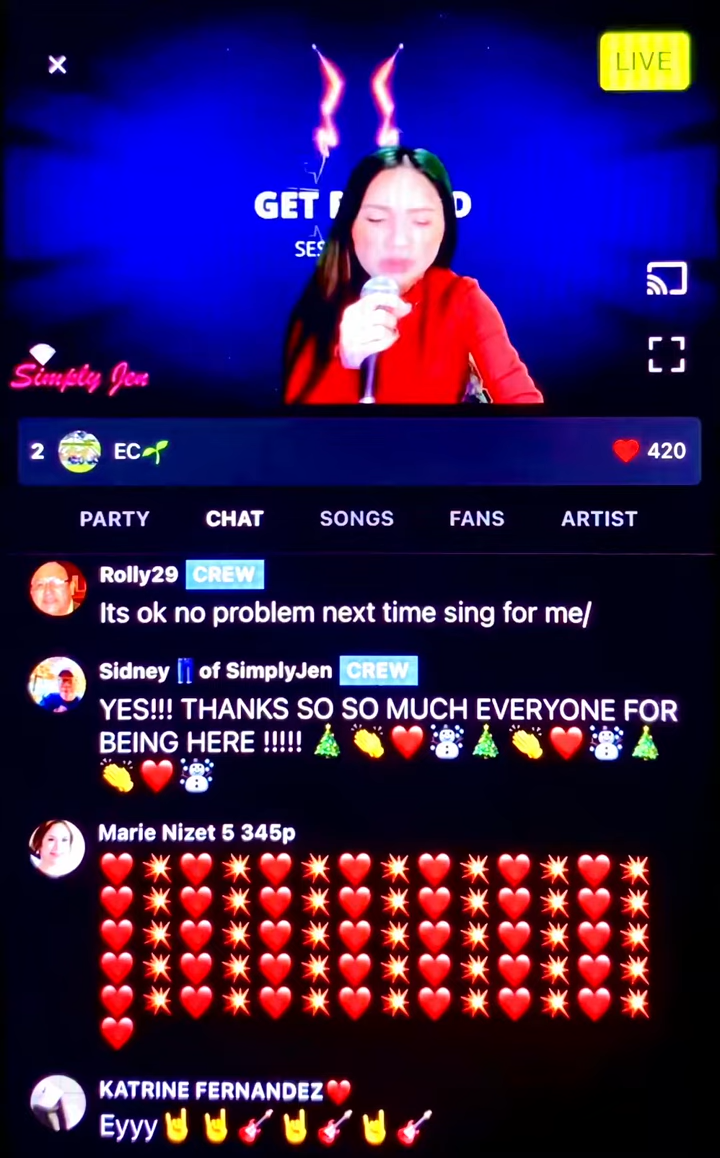 LIVE
GET
SES
Simply Jen
2 EC🌱 ❤️ 420
PARTY CHAT SONGS FANS ARTIST
Rolly29 CREW
Its ok no problem next time sing for me/
Sidney 👖 of SimplyJen CREW
YES!!! THANKS SO SO MUCH EVERYONE FOR
BEING HERE !!!!! 🎄 👏 ❤️ ☃️ 🎄 👏 ❤️ ☃️ 🎄
👏 ❤️ ☃️
Marie Nizet 5 345p
❤️ 💥 ❤️ 💥 ❤️ 💥 ❤️ 💥 ❤️ 💥 ❤️ 💥 ❤️ 💥
❤️ 💥 ❤️ 💥 ❤️ 💥 ❤️ 💥 ❤️ 💥 ❤️ 💥 ❤️ 💥
❤️ 💥 ❤️ 💥 ❤️ 💥 ❤️ 💥 ❤️ 💥 ❤️ 💥 ❤️ 💥
❤️ 💥 ❤️ 💥 ❤️ 💥 ❤️ 💥 ❤️ 💥 ❤️ 💥 ❤️ 💥
❤️ 💥 ❤️ 💥 ❤️ 💥 ❤️ 💥 ❤️ 💥 ❤️ 💥 ❤️ 💥
❤️
KATRINE FERNANDEZ❤️
Eyyy 🤘 🤘 🎸 🤘 🎸 🤘 🎸